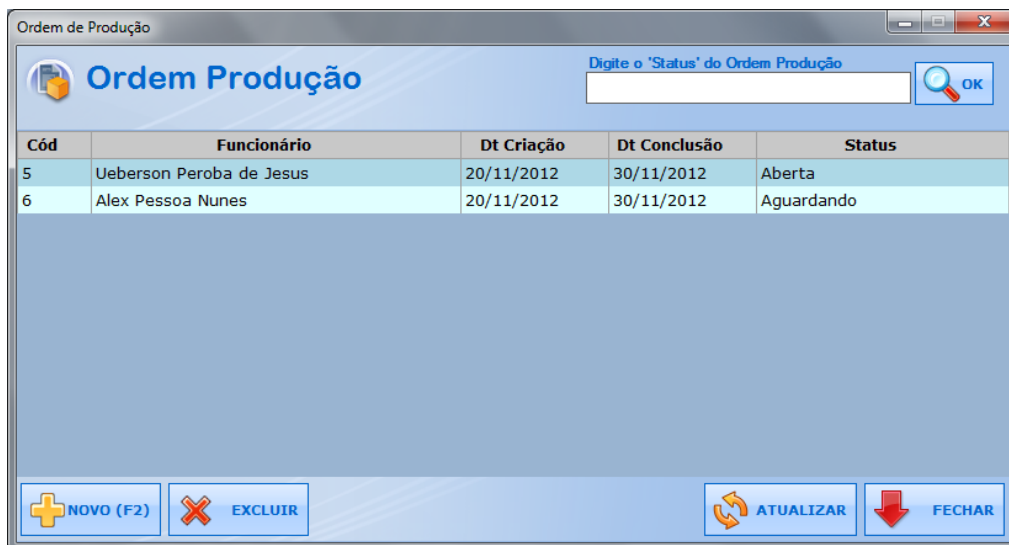 Ordem de Produção
Ordem Produção
Digite o 'Status' do Ordem Produção
OK
Cód Funcionário Dt Criação Dt Conclusão Status
5 Ueberson Peroba de Jesus 20/11/2012 30/11/2012 Aberta
6 Alex Pessoa Nunes 20/11/2012 30/11/2012 Aguardando
NOVO (F2) EXCLUIR ATUALIZAR FECHAR